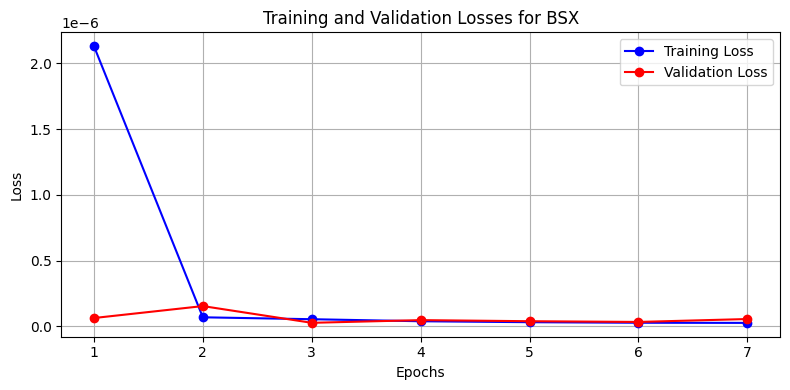 Training and Validation Losses for BSX
1e−6
Training Loss
Validation Loss
2.0
1.5
1.0
0.5
0.0
Loss
1 2 3 4 5 6 7
Epochs